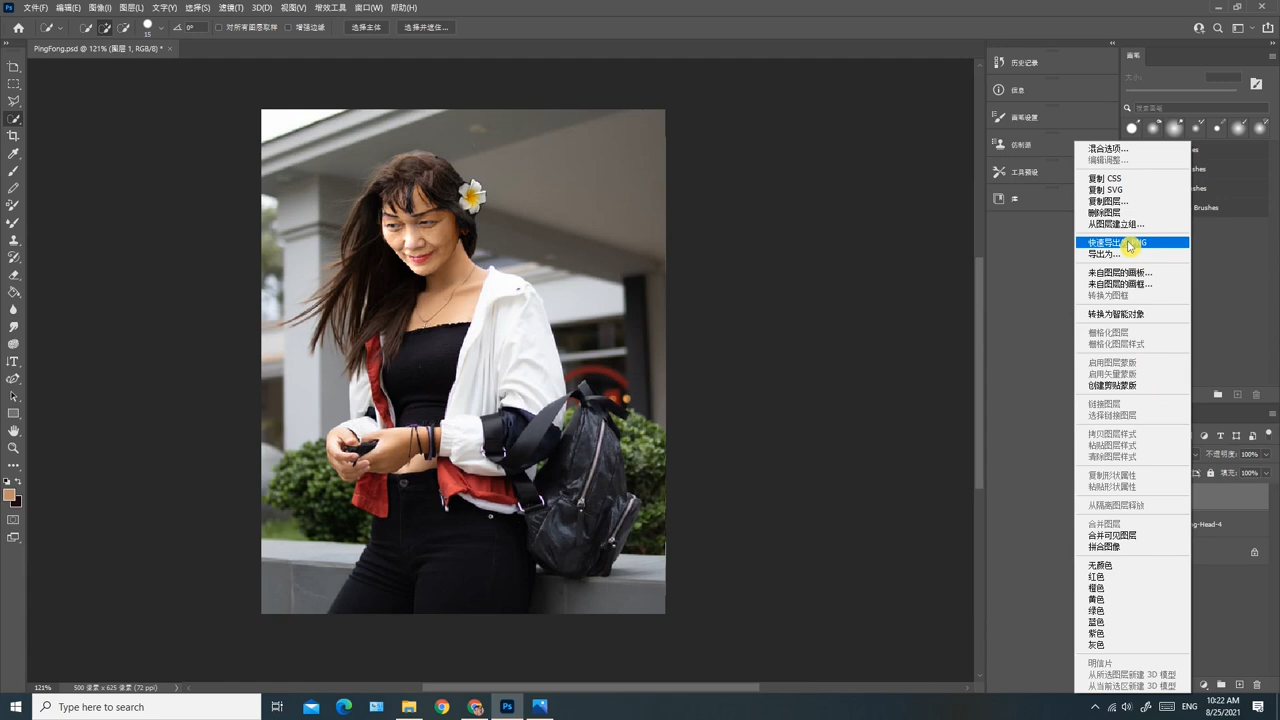 Ps 文件(F) 编辑(E) 图像(I) 图层(L) 文字(Y) 选择(S) 滤镜(T) 3D(D) 视图(V) 增效工具 窗口(W) 帮助(H)
15 0° 对所有图层取样 增强边缘 选择主体 选择并遮住...
PingFong.psd @ 121% (图层 1, RGB/8) * ×
历史记录
信息
画笔设置
仿制源
工具预设
库
画笔
大小:
搜索画笔
Brushes
混合选项...
编辑调整...
复制 CSS
复制 SVG
复制图层...
删除图层
从图层建立组...
快速导出
导出为...
来自图层的画板...
来自图层的画框...
转换为图框
转换为智能对象
栅格化图层
栅格化图层样式
启用图层蒙版
启用矢量蒙版
创建剪贴蒙版
链接图层
选择链接图层
拷贝图层样式
粘贴图层样式
清除图层样式
复制形状属性
粘贴形状属性
从隔离图层释放
合并图层
合并可见图层
拼合图像
无颜色
红色
橙色
黄色
绿色
蓝色
紫色
灰色
明信片
从所选图层新建 3D 模型
从当前选区新建 3D 模型
不透明度: 100%
填充: 100%
ng-Head-4
121% 500 像素 x 625 像素 (72 ppi)
Type here to search
Ps
ENG
10:22 AM
8/25/2021